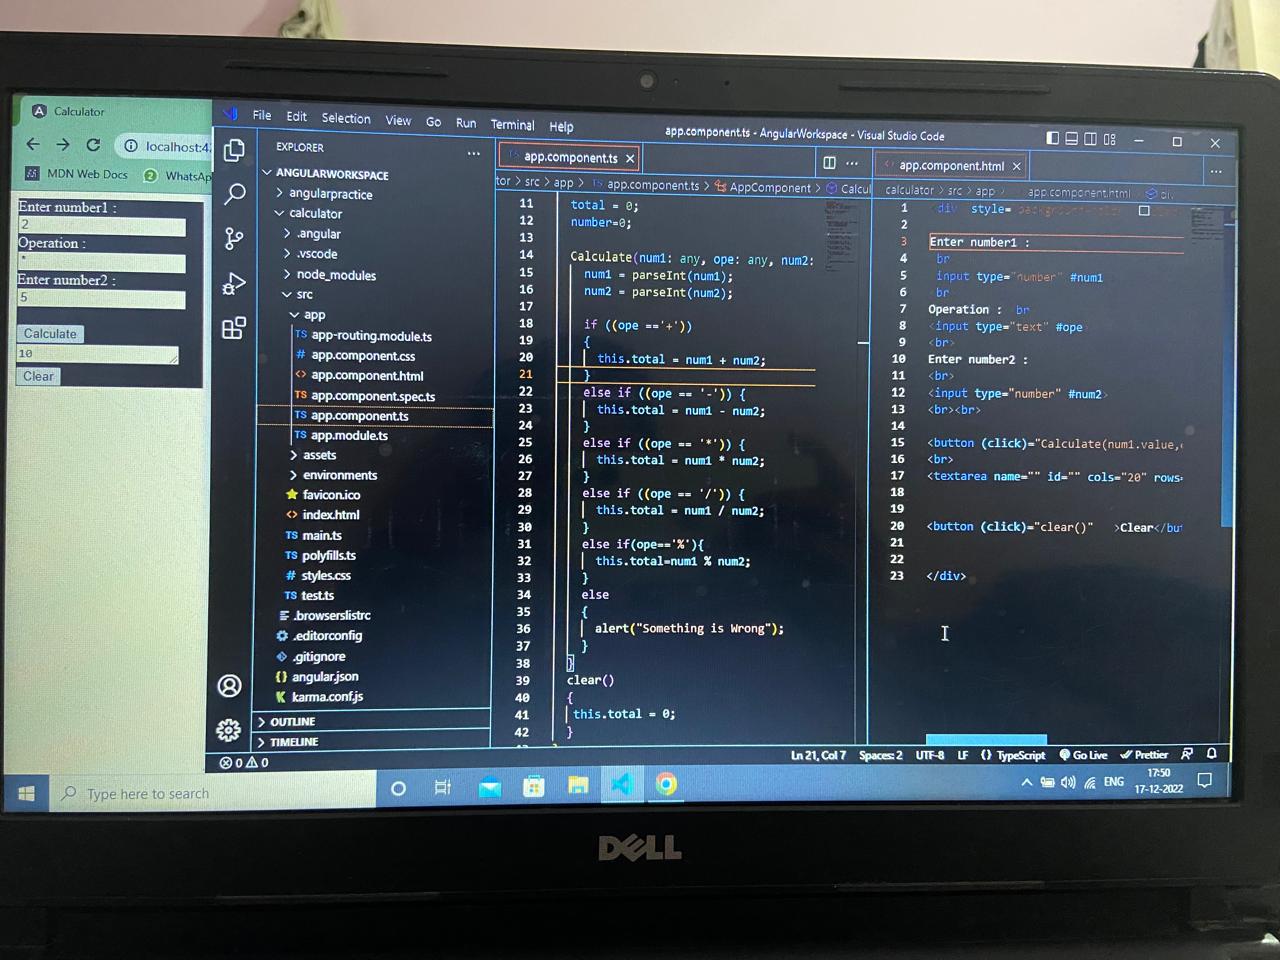 Calculator
localhost:42
MDN Web Docs
WhatsAp
Enter number1 :
2
Operation :
*
Enter number2 :
5
Calculate
10
Clear
File Edit Selection View Go Run Terminal Help
app.component.ts - AngularWorkspace - Visual Studio Code
EXPLORER
ANGULARWORKSPACE
angularpractice
calculator
.angular
.vscode
node_modules
src
app
TS app-routing.module.ts
# app.component.css
<> app.component.html
TS app.component.spec.ts
TS app.component.ts
TS app.module.ts
assets
environments
favicon.ico
<> index.html
TS main.ts
TS polyfills.ts
# styles.css
TS test.ts
.browserslistrc
.editorconfig
.gitignore
{} angular.json
karma.conf.js
OUTLINE
TIMELINE
app.component.ts
tor > src > app > TS app.component.ts > AppComponent > Calcul
11 total = 0;
12 number=0;
13
14 Calculate(num1: any, ope: any, num2:
15 num1 = parseInt(num1);
16 num2 = parseInt(num2);
17
18 if ((ope =='+'))
19 {
20 this.total = num1 + num2;
21 }
22 else if ((ope == '-')) {
23 this.total = num1 - num2;
24 }
25 else if ((ope == '*')) {
26 this.total = num1 * num2;
27 }
28 else if ((ope == '/')) {
29 this.total = num1 / num2;
30 }
31 else if(ope=='%'){
32 this.total=num1 % num2;
33 }
34 else
35 {
36 alert("Something is Wrong");
37 }
38 }
39 clear()
40 {
41 this.total = 0;
42 }
app.component.html
calculator > src > app > app.component.html > div
1 <div style=
2
3 Enter number1 :
4 br
5 input type="number" #num1
6 br
7 Operation : br
8 <input type="text" #ope
9 <br>
10 Enter number2 :
11 <br>
12 <input type="number" #num2>
13 <br><br>
14
15 <button (click)="Calculate(num1.value,
16 <br>
17 <textarea name="" id="" cols="20" rows=
18
19
20 <button (click)="clear()" >Clear</but
21
22
23 </div>
0 0
Ln 21, Col 7 Spaces: 2 UTF-8 LF {} TypeScript Go Live Prettier
Type here to search
ENG
17:50
17-12-2022
DELL